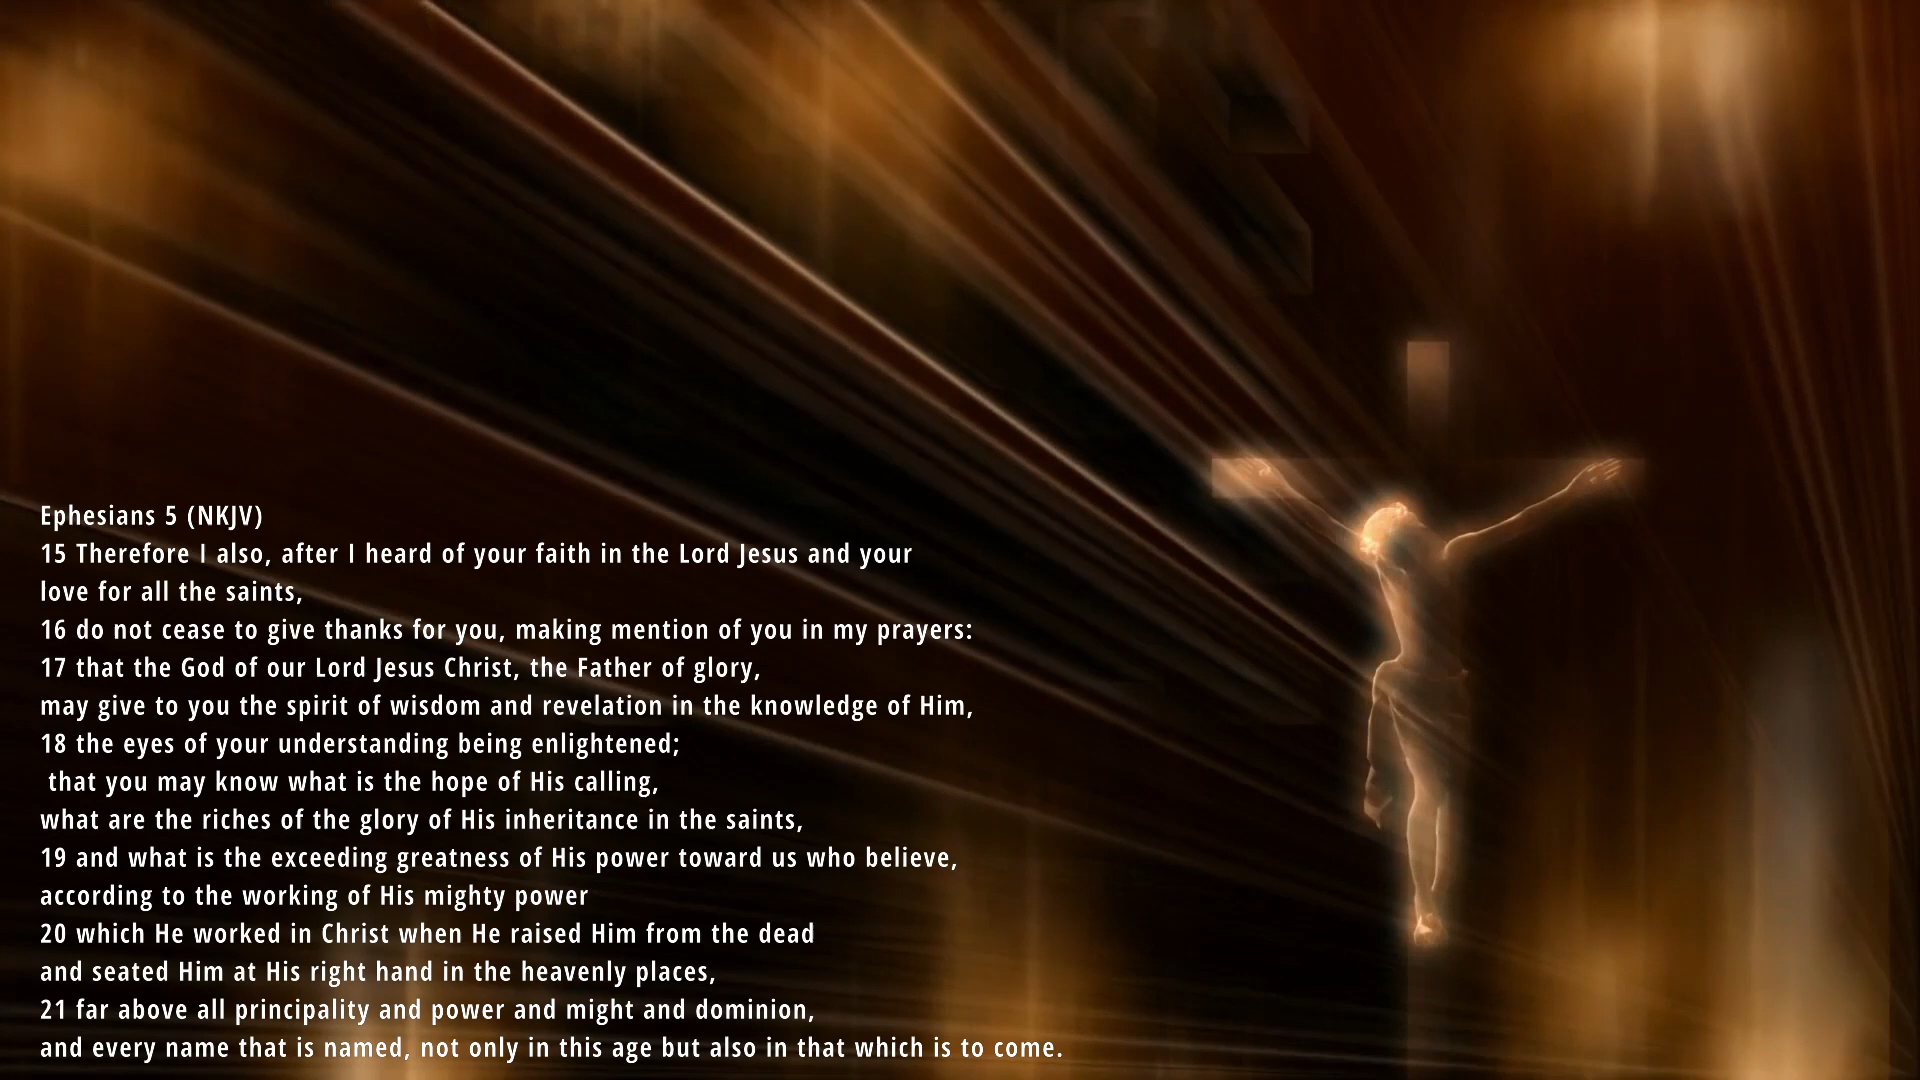 Ephesians 5 (NKJV)
15 Therefore I also, after I heard of your faith in the Lord Jesus and your
love for all the saints,
16 do not cease to give thanks for you, making mention of you in my prayers:
17 that the God of our Lord Jesus Christ, the Father of glory,
may give to you the spirit of wisdom and revelation in the knowledge of Him,
18 the eyes of your understanding being enlightened;
that you may know what is the hope of His calling,
what are the riches of the glory of His inheritance in the saints,
19 and what is the exceeding greatness of His power toward us who believe,
according to the working of His mighty power
20 which He worked in Christ when He raised Him from the dead
and seated Him at His right hand in the heavenly places,
21 far above all principality and power and might and dominion,
and every name that is named, not only in this age but also in that which is to come.